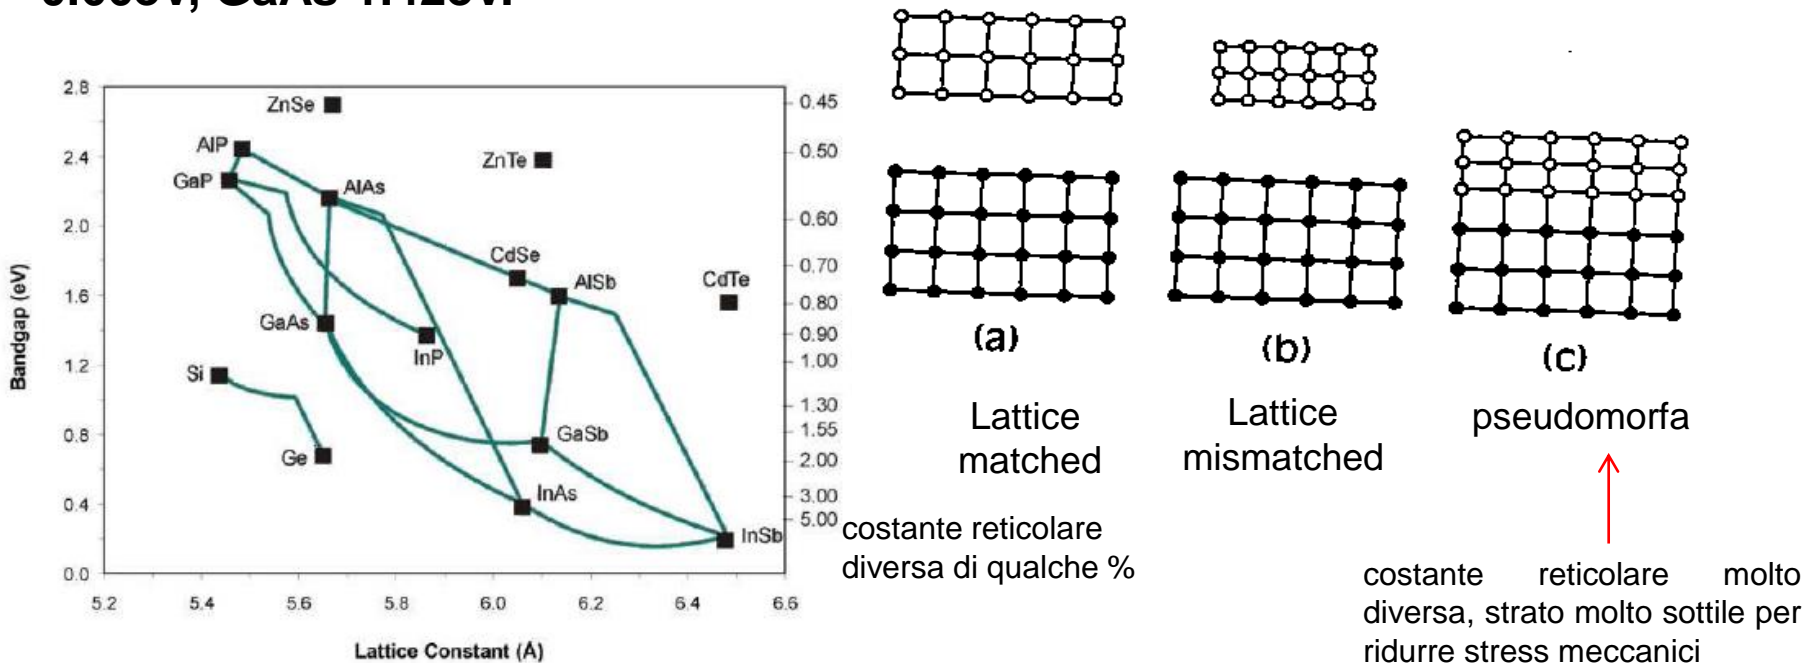 2.8
2.4
2.0
1.6
1.2
0.8
0.4
0.0
Bandgap (eV)
5.2 5.4 5.6 5.8 6.0 6.2 6.4 6.6
Lattice Constant (Å)
0.45
0.50
0.60
0.70
0.80
0.90
1.00
1.30
1.55
2.00
3.00
5.00
ZnSe
AlP
ZnTe
GaP
AlAs
CdSe
AlSb
CdTe
GaAs
InP
Si
GaSb
Ge
InAs
InSb
(a)
(b)
(c)
Lattice
matched
Lattice
mismatched
pseudomorfa
costante reticolare
diversa di qualche %
costante reticolare molto
diversa, strato molto sottile per
ridurre stress meccanici